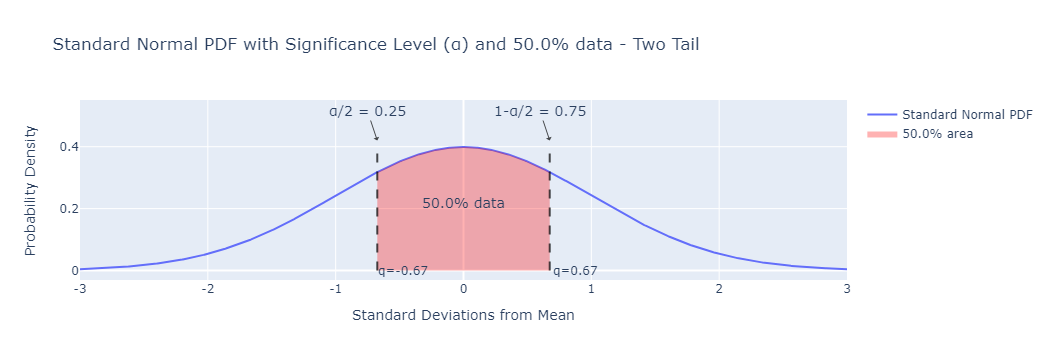 Standard Normal PDF with Significance Level (α) and 50.0% data - Two Tail
α/2 = 0.25
1-α/2 = 0.75
Standard Normal PDF
50.0% area
Probability Density
0.4
0.2
0
50.0% data
q=-0.67
q=0.67
-3
-2
-1
0
1
2
3
Standard Deviations from Mean